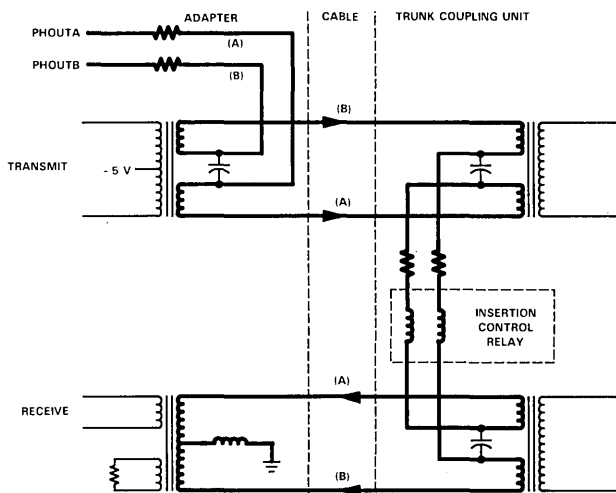 ADAPTER
CABLE
TRUNK COUPLING UNIT
PHOUTA
(A)
PHOUTB
(B)
(B)
TRANSMIT
- 5 V
(A)
INSERTION
CONTROL
RELAY
(A)
RECEIVE
(B)